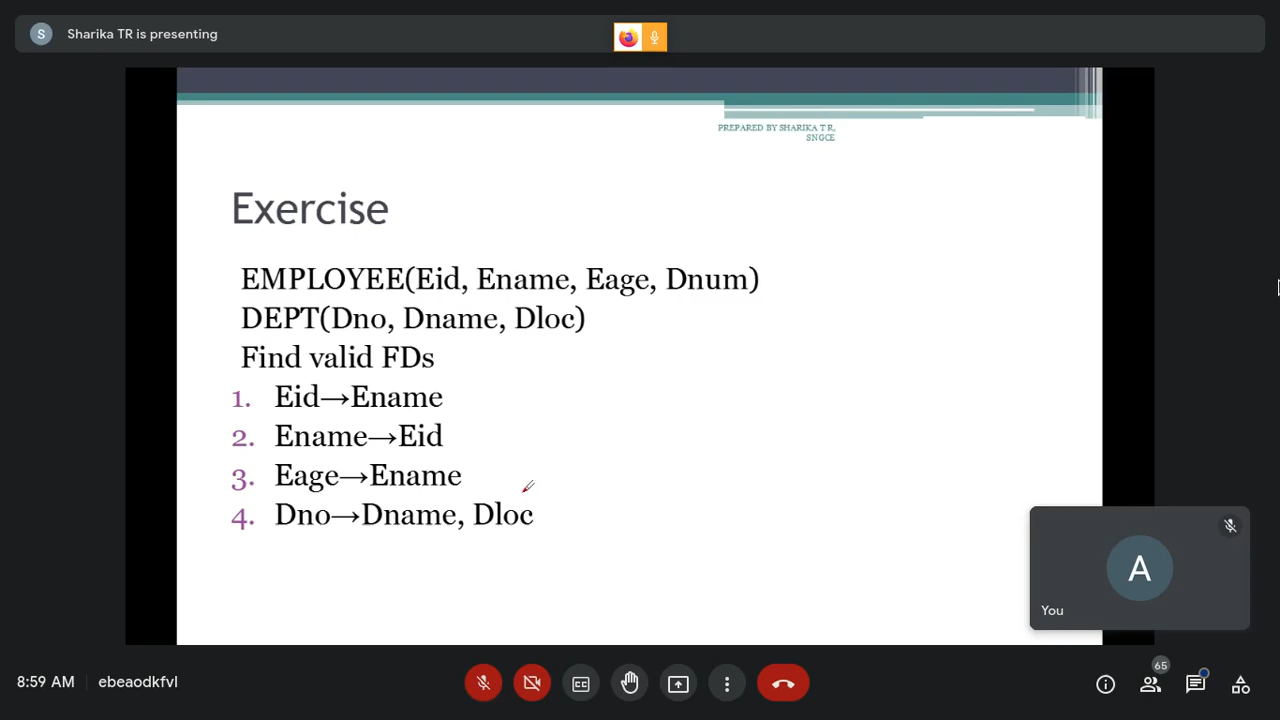 S Sharika TR is presenting
PREPARED BY SHARIKA T R,
SNGCE
Exercise
EMPLOYEE(Eid, Ename, Eage, Dnum)
DEPT(Dno, Dname, Dloc)
Find valid FDs
1. Eid→Ename
2. Ename→Eid
3. Eage→Ename
4. Dno→Dname, Dloc
A
You
8:59 AM | ebeaodkfvl
CC
65